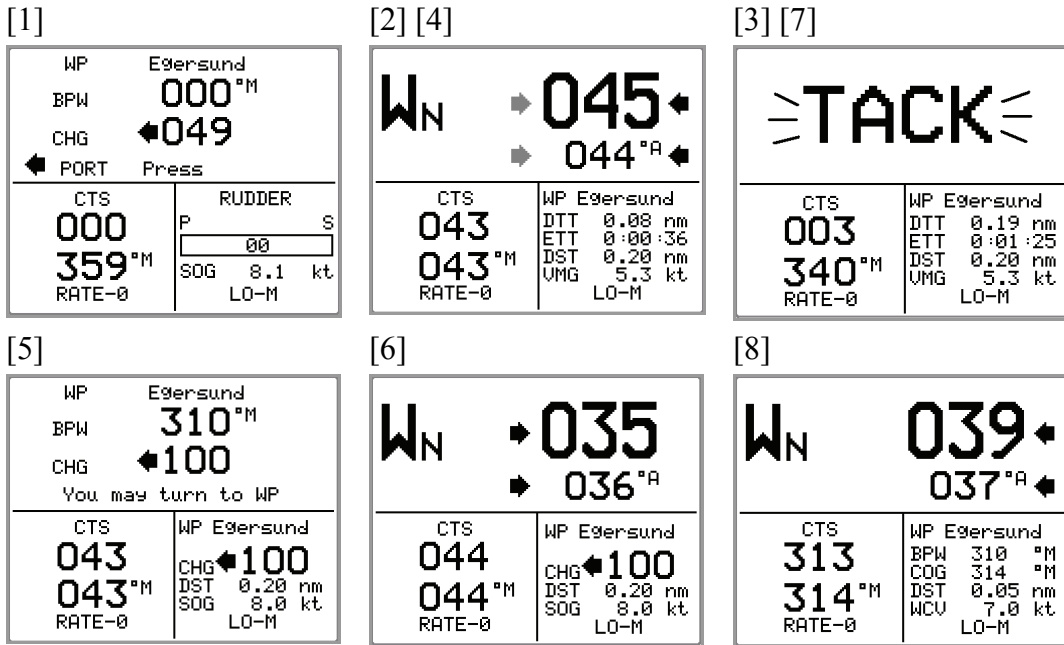 [1]
WP Egersund
BPW 000°M
CHG 049
PORT Press
CTS
000
359°M
RATE-0
RUDDER
P S
00
SOG 8.1 kt
LO-M
[2] [4]
WN 045
044°A
CTS
043
043°M
RATE-0
WP Egersund
DTT 0.08 nm
ETT 0:00:36
DST 0.20 nm
VMG 5.3 kt
LO-M
[3] [7]
TACK
CTS
003
340°M
RATE-0
WP Egersund
DTT 0.19 nm
ETT 0:01:25
DST 0.20 nm
VMG 5.3 kt
LO-M
[5]
WP Egersund
BPW 310°M
CHG 100
You may turn to WP
CTS
043
043°M
RATE-0
WP Egersund
CHG 100
DST 0.20 nm
SOG 8.0 kt
LO-M
[6]
WN 035
036°A
CTS
044
044°M
RATE-0
WP Egersund
CHG 100
DST 0.20 nm
SOG 8.0 kt
LO-M
[8]
WN 039
037°A
CTS
313
314°M
RATE-0
WP Egersund
BPW 310 °M
COG 314 °M
DST 0.05 nm
WCV 7.0 kt
LO-M